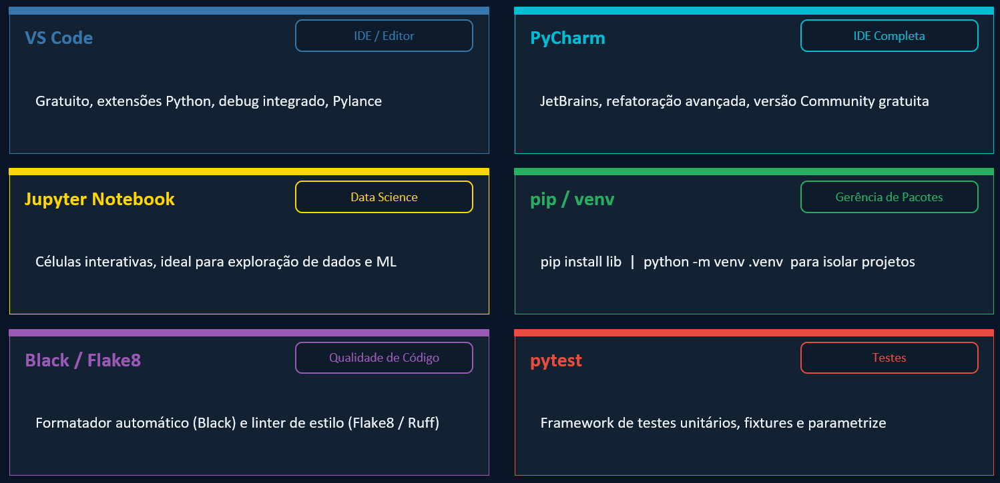 VS Code
IDE / Editor
Gratuito, extensões Python, debug integrado, Pylance
PyCharm
IDE Completa
JetBrains, refatoração avançada, versão Community gratuita
Jupyter Notebook
Data Science
Células interativas, ideal para exploração de dados e ML
pip / venv
Gerência de Pacotes
pip install lib | python -m venv .venv para isolar projetos
Black / Flake8
Qualidade de Código
Formatador automático (Black) e linter de estilo (Flake8 / Ruff)
pytest
Testes
Framework de testes unitários, fixtures e parametrize